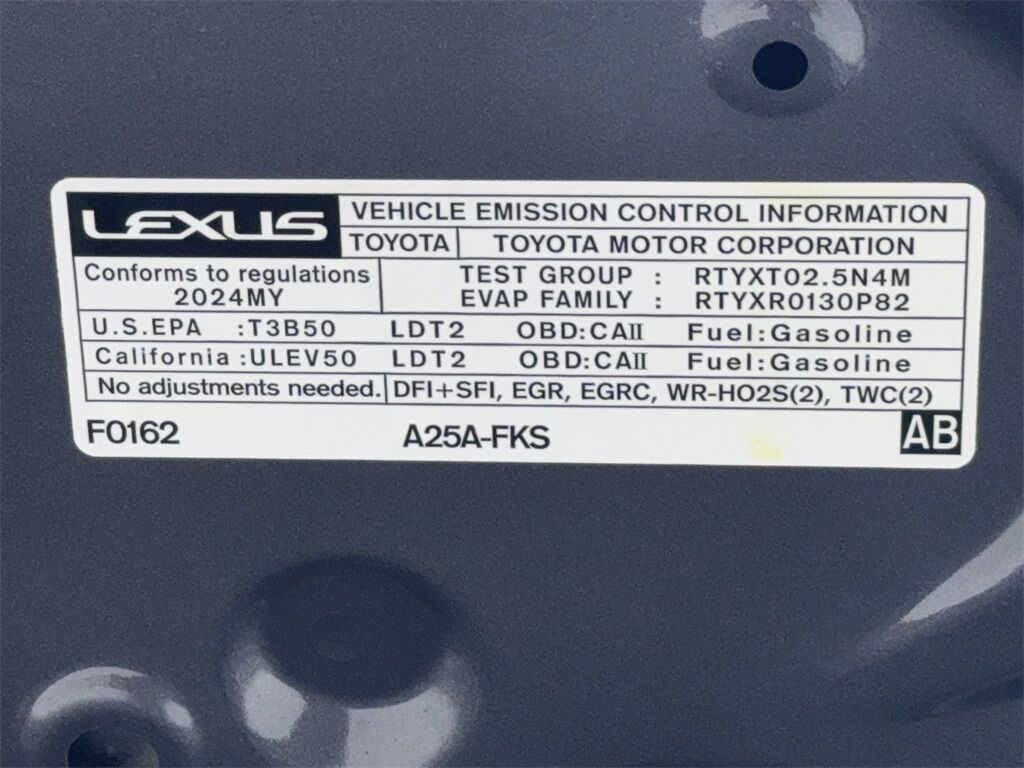 LEXUS VEHICLE EMISSION CONTROL INFORMATION
TOYOTA TOYOTA MOTOR CORPORATION
Conforms to regulations
2024MY
TEST GROUP : RTYXT02.5N4M
EVAP FAMILY : RTYXR0130P82
U.S.EPA :T3B50 LDT2 OBD:CAII Fuel:Gasoline
California :ULEV50 LDT2 OBD:CAII Fuel:Gasoline
No adjustments needed. DFI+SFI, EGR, EGRC, WR-HO2S(2), TWC(2)
F0162 A25A-FKS AB